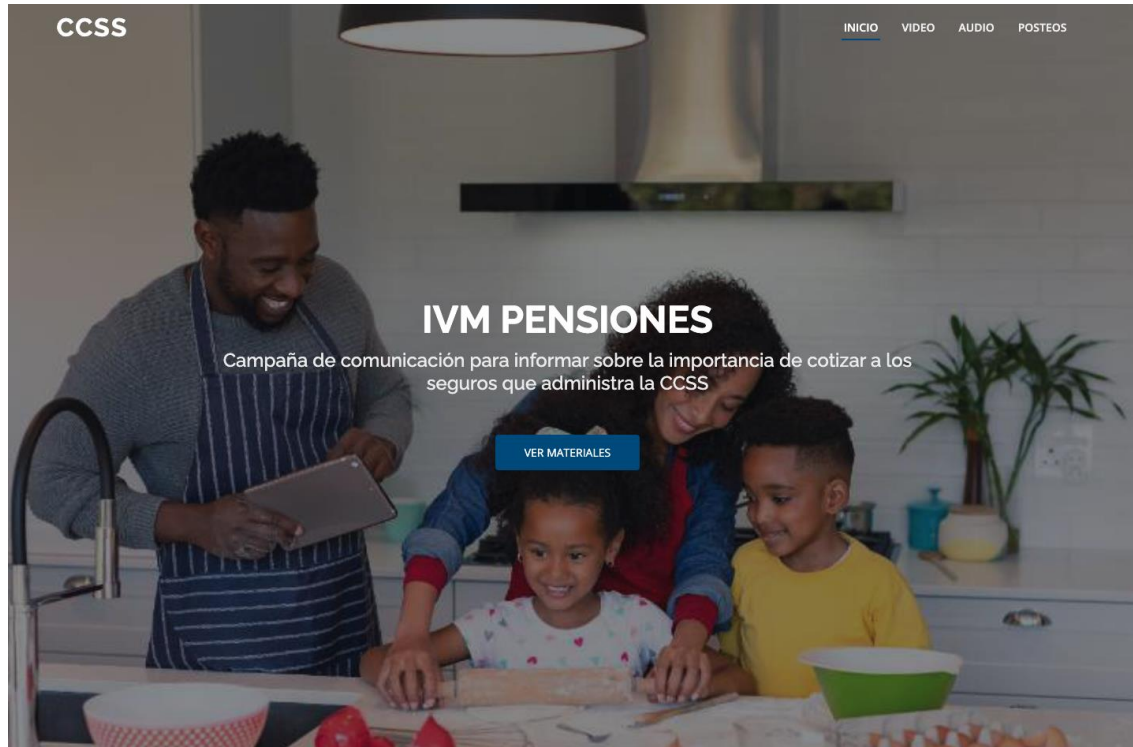 CCSS
INICIO VIDEO AUDIO POSTEOS
IVM PENSIONES
Campaña de comunicación para informar sobre la importancia de cotizar a los
seguros que administra la CCSS
VER MATERIALES